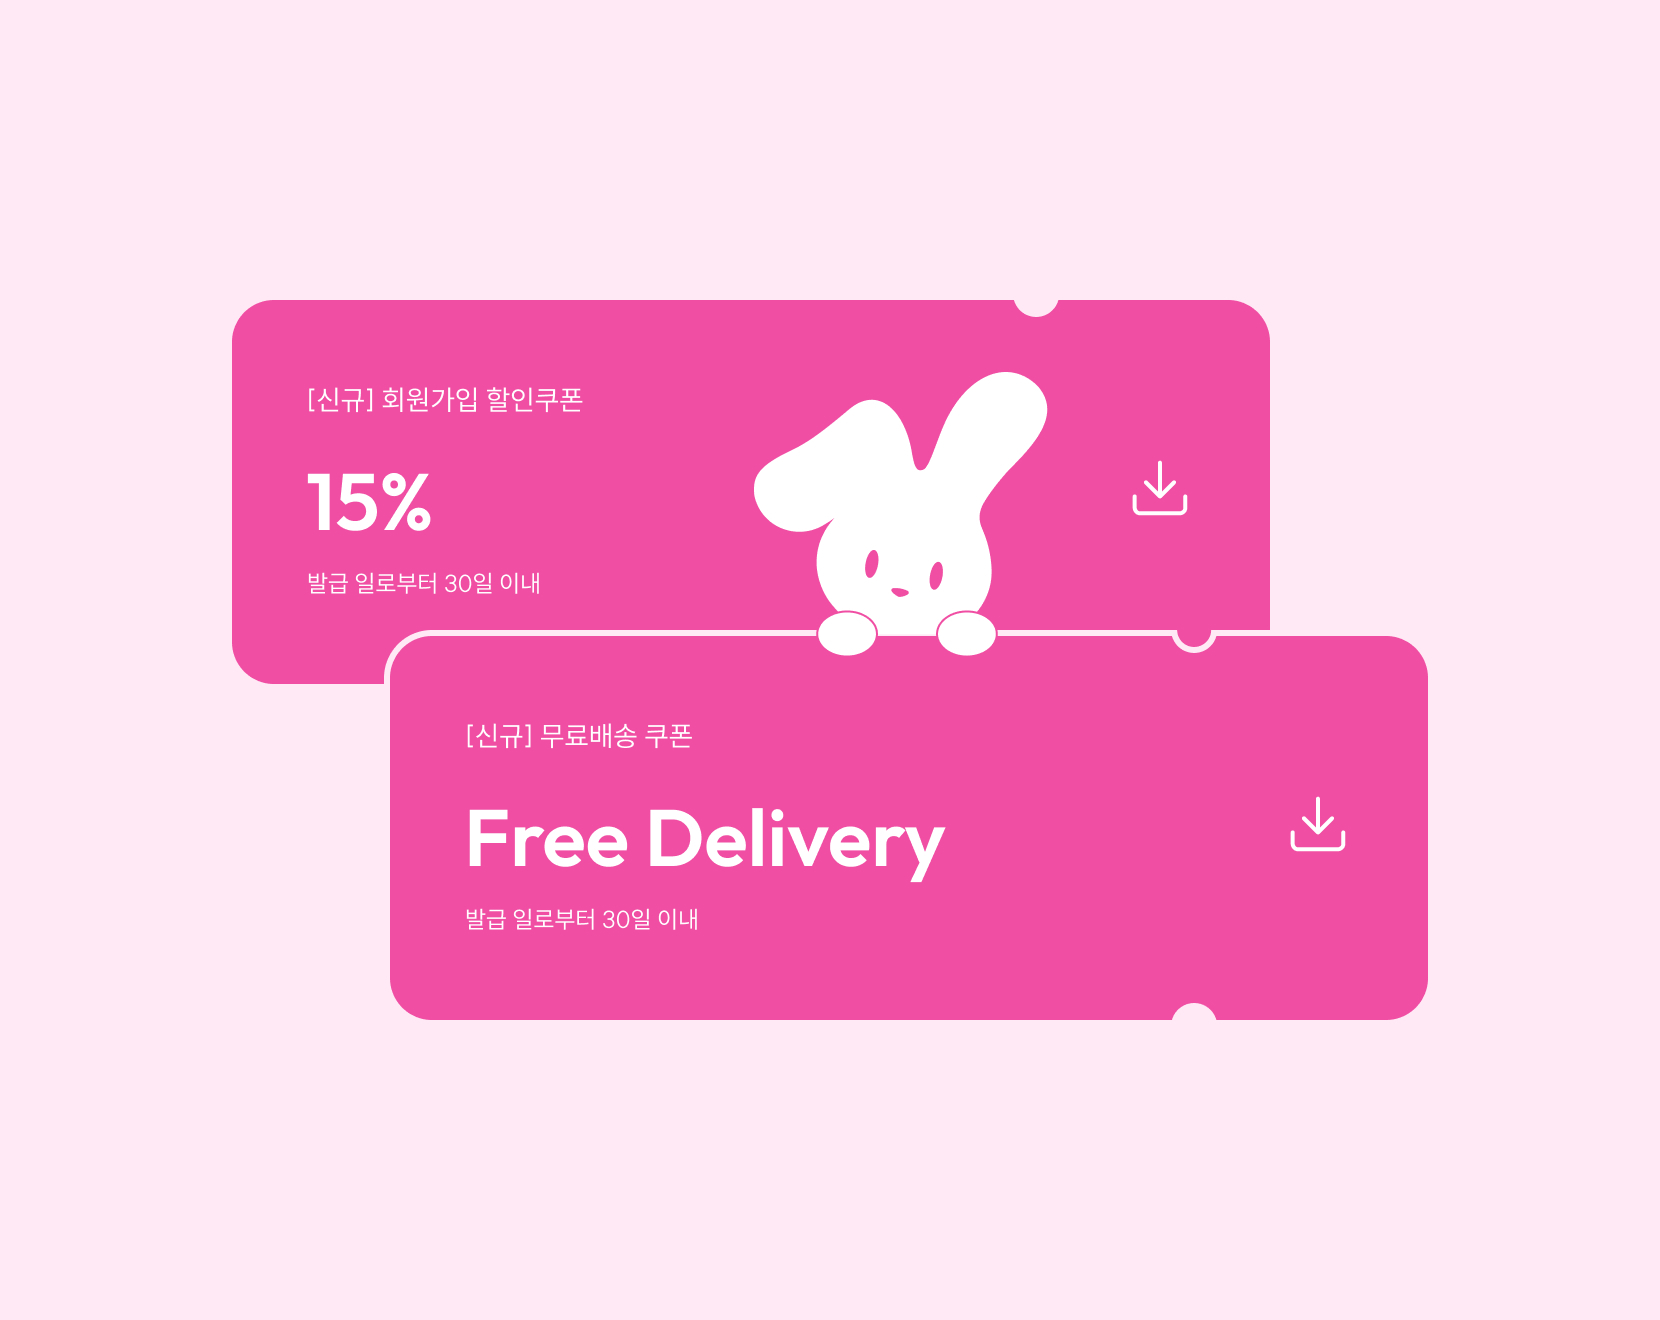 [신규] 회원가입 할인쿠폰
15%
발급 일로부터 30일 이내
[신규] 무료배송 쿠폰
Free Delivery
발급 일로부터 30일 이내